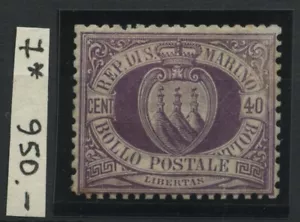 7** 950.-
REP. DI S. MARINO
CENT 40
BOLLO POSTALE
LIBERTAS